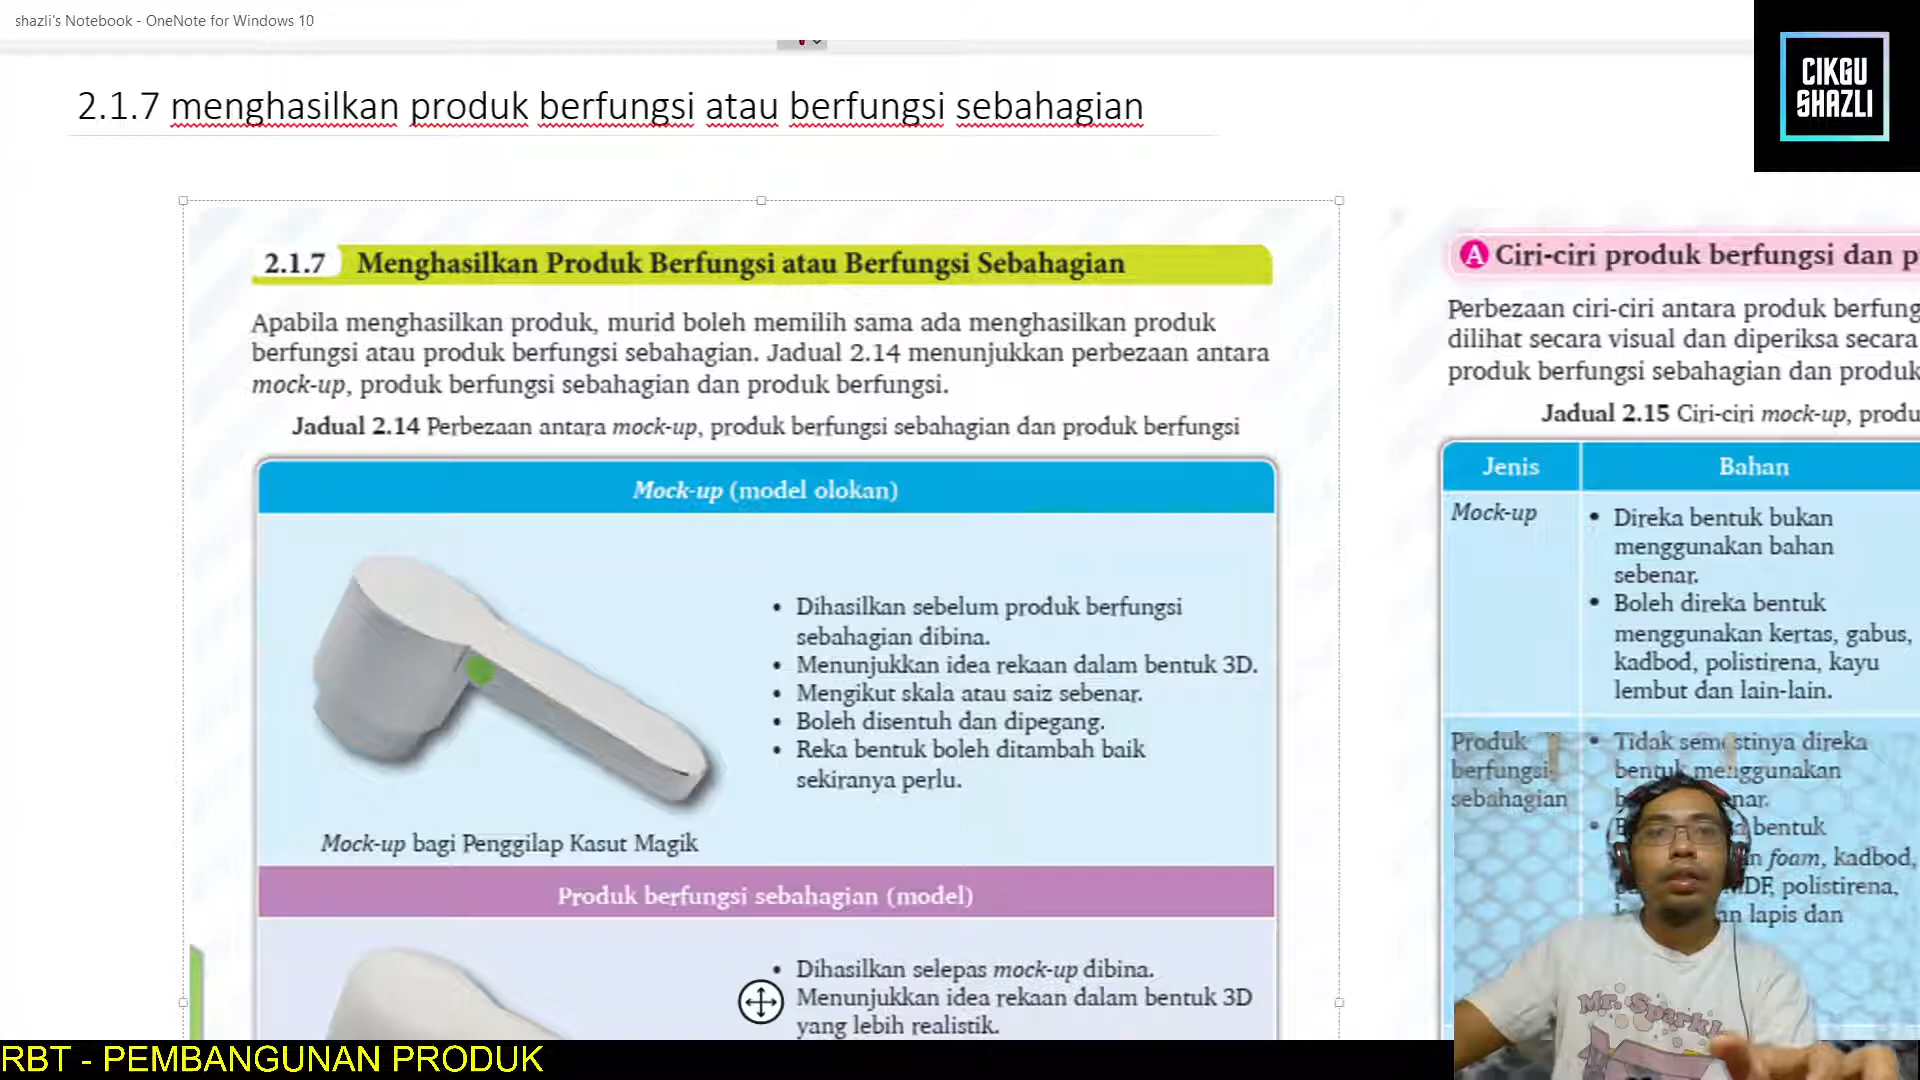 shazli's Notebook - OneNote for Windows 10
CIKGU
SHAZLI
2.1.7 menghasilkan produk berfungsi atau berfungsi sebahagian
2.1.7 Menghasilkan Produk Berfungsi atau Berfungsi Sebahagian
Apabila menghasilkan produk, murid boleh memilih sama ada menghasilkan produk
berfungsi atau produk berfungsi sebahagian. Jadual 2.14 menunjukkan perbezaan antara
mock-up, produk berfungsi sebahagian dan produk berfungsi.
Jadual 2.14 Perbezaan antara mock-up, produk berfungsi sebahagian dan produk berfungsi
Mock-up (model olokan)
• Dihasilkan sebelum produk berfungsi
sebahagian dibina.
• Menunjukkan idea rekaan dalam bentuk 3D.
• Mengikut skala atau saiz sebenar.
• Boleh disentuh dan dipegang.
• Reka bentuk boleh ditambah baik
sekiranya perlu.
Mock-up bagi Penggilap Kasut Magik
Produk berfungsi sebahagian (model)
• Dihasilkan selepas mock-up dibina.
Menunjukkan idea rekaan dalam bentuk 3D
yang lebih realistik.
A Ciri-ciri produk berfungsi dan p
Perbezaan ciri-ciri antara produk berfung
dilihat secara visual dan diperiksa secara
produk berfungsi sebahagian dan produk
Jadual 2.15 Ciri-ciri mock-up, produ
Jenis
Bahan
Mock-up
• Direka bentuk bukan
menggunakan bahan
sebenar.
• Boleh direka bentuk
menggunakan kertas, gabus,
kadbod, polistirena, kayu
lembut dan lain-lain.
Produk
berfungsi
sebahagian
• Tidak semestinya direka
bentuk menggunakan
bentuk
foam, kadbod,
MDF, polistirena,
lapis dan
Mr. Sparkl
RBT - PEMBANGUNAN PRODUK